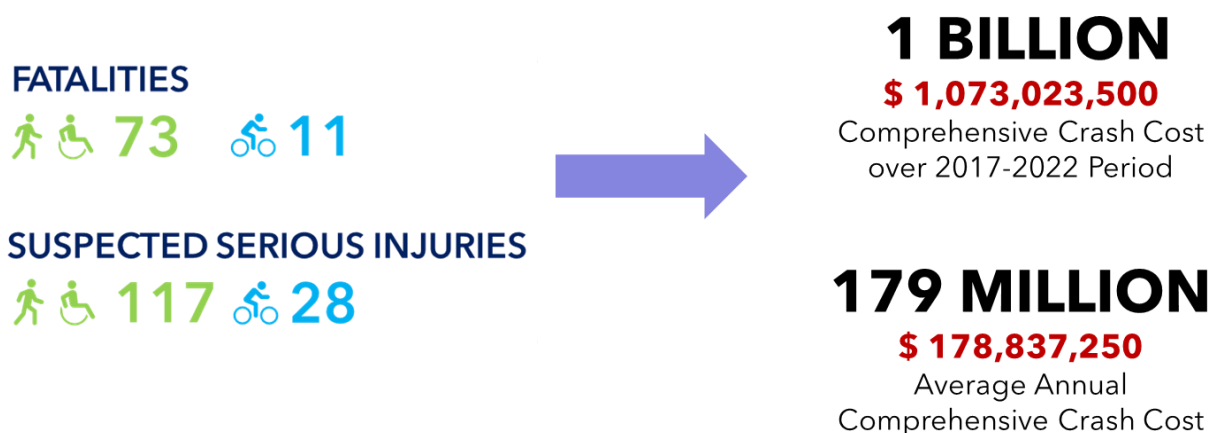 FATALITIES
73 11
SUSPECTED SERIOUS INJURIES
117 28
1 BILLION
$ 1,073,023,500
Comprehensive Crash Cost
over 2017-2022 Period
179 MILLION
$ 178,837,250
Average Annual
Comprehensive Crash Cost